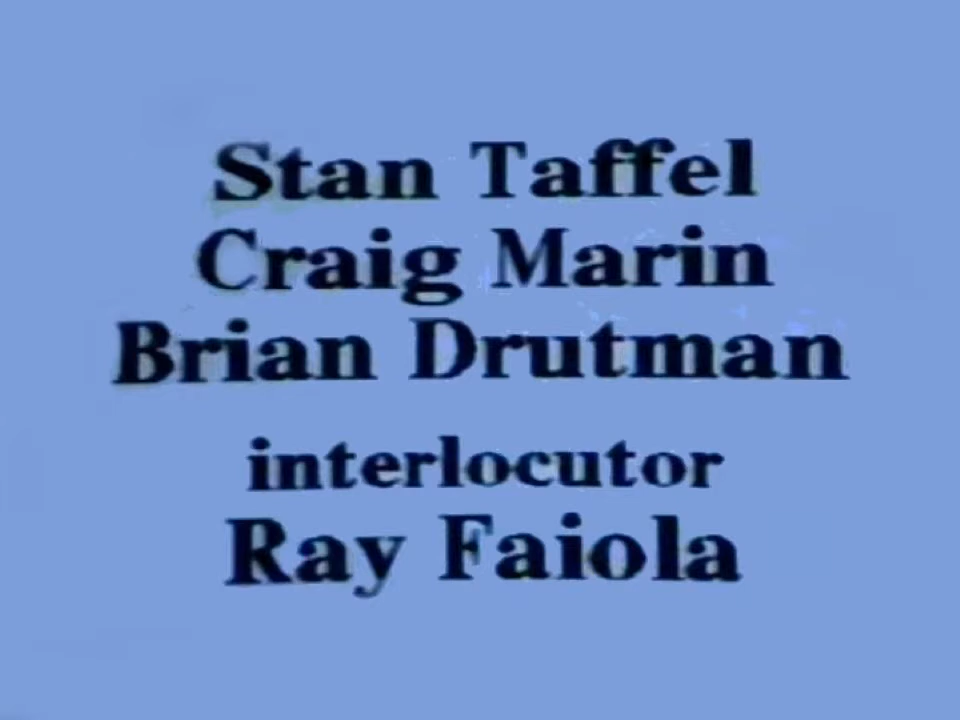 Stan Taffel
Craig Marin
Brian Drutman
interlocutor
Ray Faiola